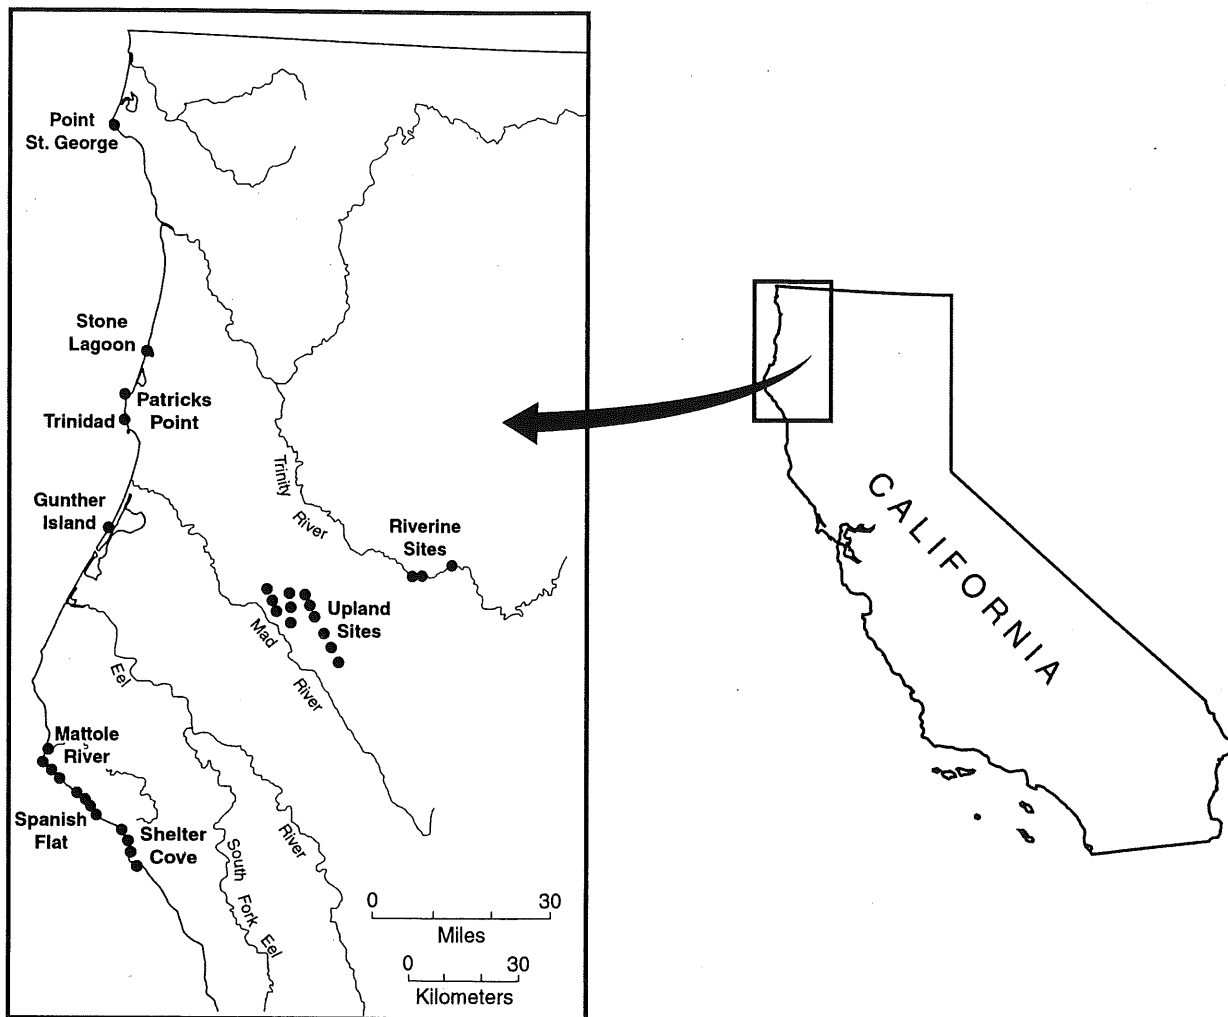 Point
St. George
Stone
Lagoon
Patricks
Point
Trinidad
Trinity
River
Gunther
Island
Riverine
Sites
Upland
Sites
Mad
River
Eel
River
Mattole
River
Spanish
Flat
Shelter
Cove
South Fork Eel
0 30
Miles
0 30
Kilometers
CALIFORNIA